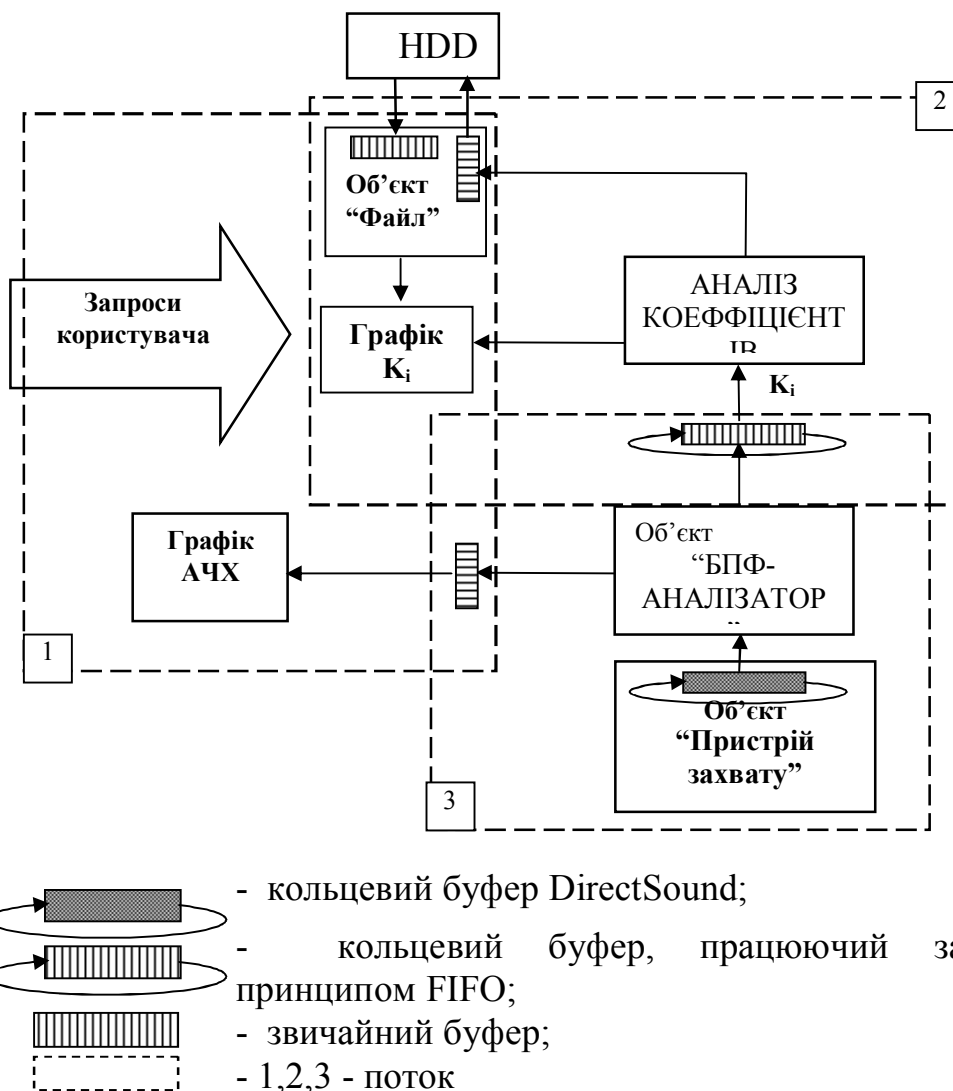 HDD
2
Об’єкт
“Файл”
Запроси
користувача
Графік
Ki
АНАЛІЗ
КОЕФФІЦІЄНТ
ІВ
Ki
Графік
АЧХ
Об’єкт
“БПФ-
АНАЛІЗАТОР
”
1
Об’єкт
“Пристрій
захвату”
3
- кольцевий буфер DirectSound;
- кольцевий буфер, працюючий за
принципом FIFO;
- звичайний буфер;
- 1,2,3 - поток